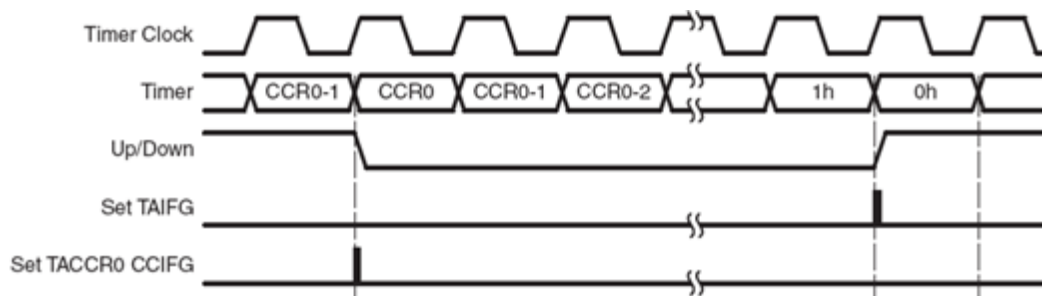 Timer Clock
Timer
CCR0-1
CCR0
CCR0-1
CCR0-2
1h
0h
Up/Down
Set TAIFG
Set TACCR0 CCIFG